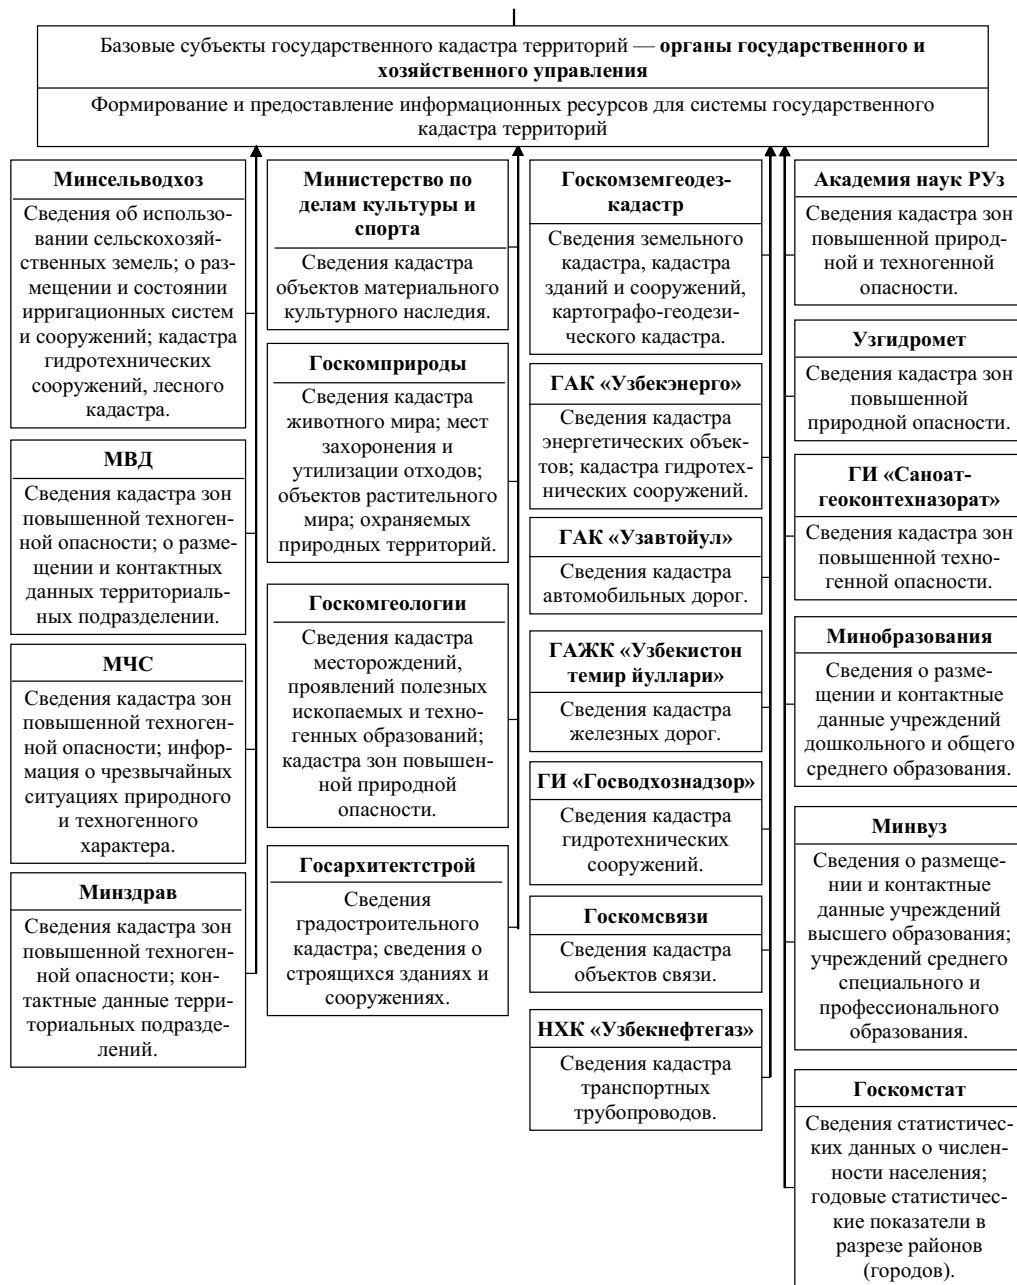 Базовые субъекты государственного кадастра территорий — органы государственного и
хозяйственного управления
Формирование и предоставление информационных ресурсов для системы государственного
кадастра территорий
Минсельводхоз
Сведения об использо-
вании сельскохозяй-
ственных земель; о раз-
мещении и состоянии
ирригационных систем
и сооружений; кадастра
гидротехнических
сооружений, лесного
кадастра.
МВД
Сведения кадастра зон
повышенной техноген-
ной опасности; о разме-
щении и контактных
данных территориаль-
ных подразделении.
МЧС
Сведения кадастра зон
повышенной техноген-
ной опасности; инфор-
мация о чрезвычайных
ситуациях природного
и техногенного
характера.
Минздрав
Сведения кадастра зон
повышенной техноген-
ной опасности; кон-
тактные данные терри-
ториальных подразде-
лений.
Министерство по
делам культуры и
спорта
Сведения кадастра
объектов материального
культурного наследия.
Госкомприроды
Сведения кадастра
животного мира; мест
захоронения и
утилизации отходов;
объектов растительного
мира; охраняемых
природных территорий.
Госкомгеологии
Сведения кадастра
месторождений,
проявлений полезных
ископаемых и техно-
генных образований;
кадастра зон повышен-
ной природной
опасности.
Госархитектстрой
Сведения
градостроительного
кадастра; сведения о
строящихся зданиях и
сооружениях.
Госкомземгеодез-
кадастр
Сведения земельного
кадастра, кадастра
зданий и сооружений,
картографо-геодези-
ческого кадастра.
ГАК «Узбекэнерго»
Сведения кадастра
энергетических объек-
тов; кадастра гидротех-
нических сооружений.
ГАК «Узавтойул»
Сведения кадастра
автомобильных дорог.
ГАЖК «Узбекистон
темир йуллари»
Сведения кадастра
железных дорог.
ГИ «Госводхознадзор»
Сведения кадастра
гидротехнических
сооружений.
Госкомсвязи
Сведения кадастра
объектов связи.
НХК «Узбекнефтегаз»
Сведения кадастра
транспортных
трубопроводов.
Академия наук РУз
Сведения кадастра зон
повышенной природ-
ной и техногенной
опасности.
Узгидромет
Сведения кадастра зон
повышенной
природной опасности.
ГИ «Саноат-
геоконтехназорат»
Сведения кадастра зон
повышенной техно-
генной опасности.
Минобразования
Сведения о разме-
щении и контактные
данные учреждений
дошкольного и общего
среднего образования.
Минвуз
Сведения о размеще-
нии и контактные
данные учреждений
высшего образования;
учреждений среднего
специального и
профессионального
образования.
Госкомстат
Сведения статистичес-
ких данных о числен-
ности населения;
годовые статистичес-
кие показатели в
разрезе районов
(городов).